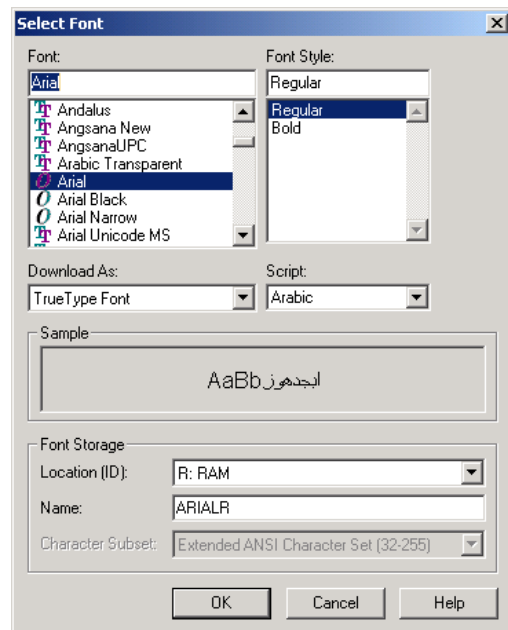 Select Font
Font:
Font Style:
Arial
Regular
Andalus
Angsana New
AngsanaUPC
Arabic Transparent
Arial
Arial Black
Arial Narrow
Arial Unicode MS
Regular
Bold
Download As:
Script:
TrueType Font
Arabic
Sample
AaBbابجدهوز
Font Storage
Location (ID):
R: RAM
Name:
ARIALR
Character Subset:
Extended ANSI Character Set (32-255)
OK
Cancel
Help